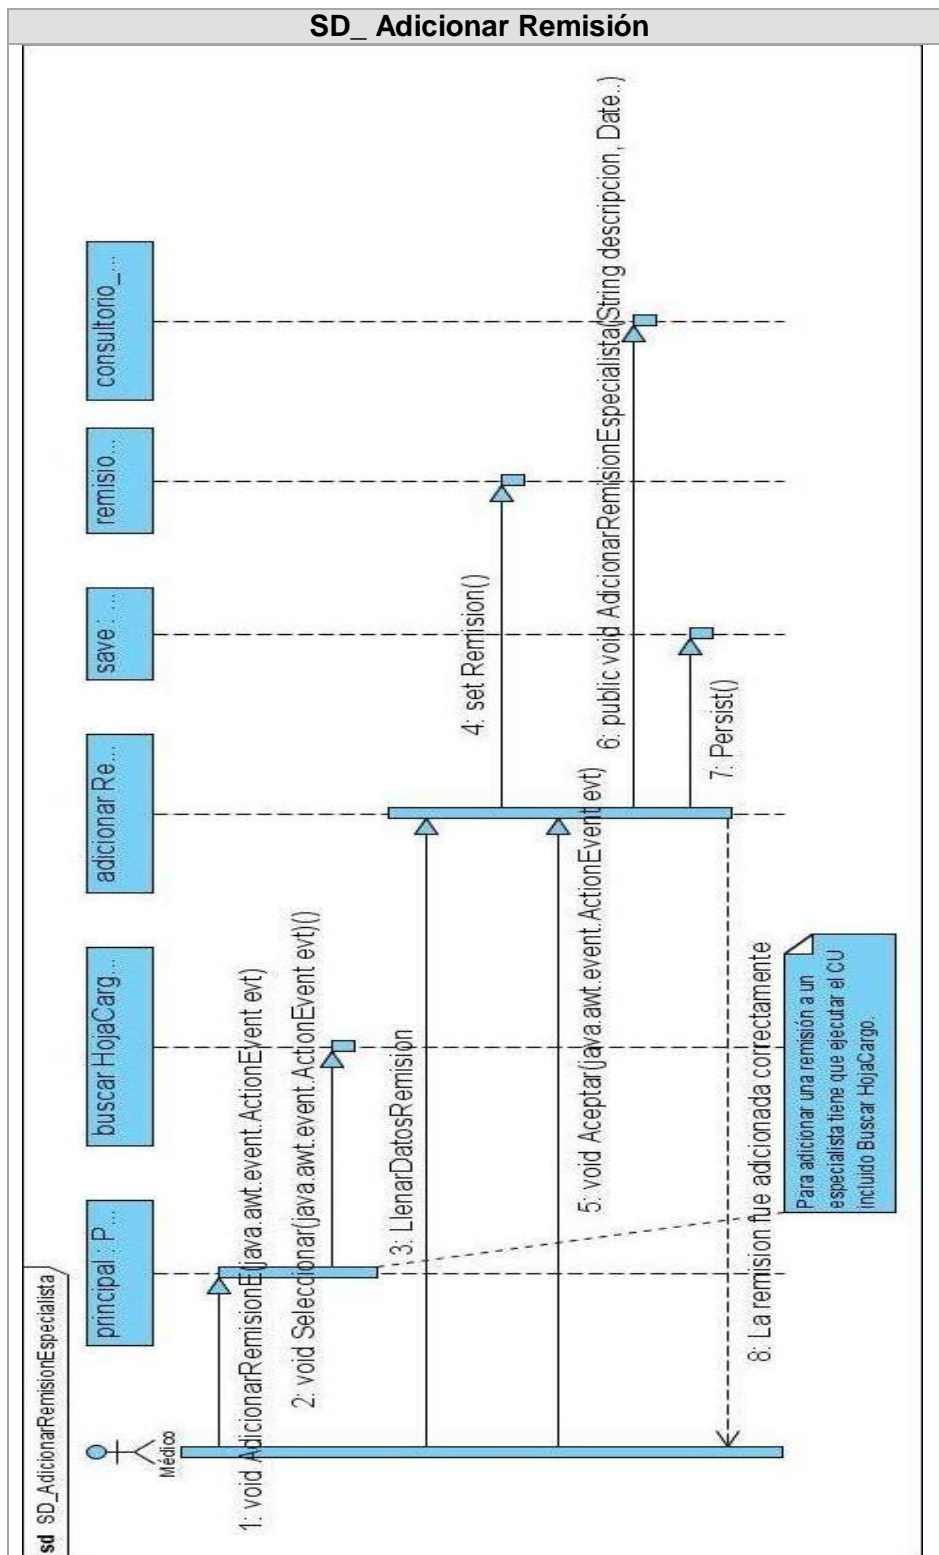 SD_ Adicionar Remisión
sd SD_AdicionarRemisionEspecialista
Médico
principal : P...
buscar HojaCarg...
adicionar Re...
save : ...
remisio...
consultorio_...
1: void AdicionarRemisionE(java.awt.event.ActionEvent evt)
2: void Seleccionar(java.awt.event.ActionEvent evt)()
3: LlenarDatosRemision
4: set Remision()
5: void Aceptar(java.awt.event.ActionEvent evt)
6: public void AdicionarRemisionEspecialista(String descripcion, Date..)
7: Persist()
8: La remision fue adicionada correctamente
Para adicionar una remisión a un
especialista tiene que ejecutar el CU
incluido Buscar HojaCargo.